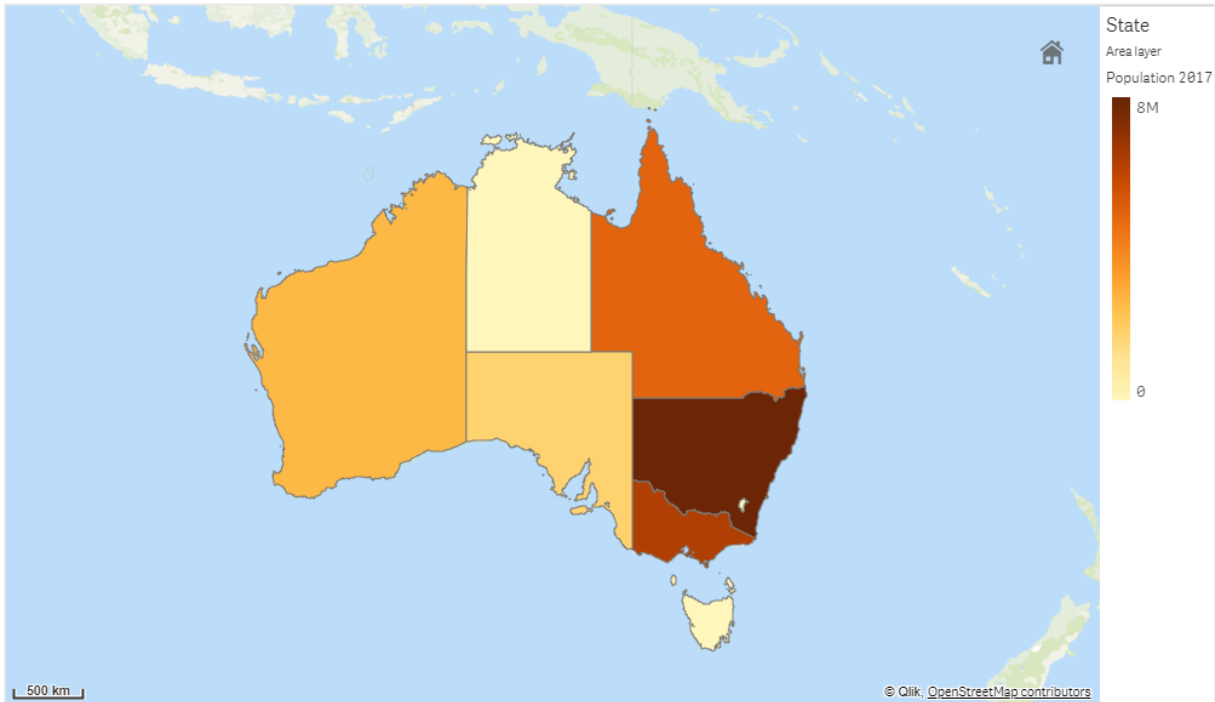 State
Area layer
Population 2017
8M
0
500 km
© Qlik, OpenStreetMap contributors